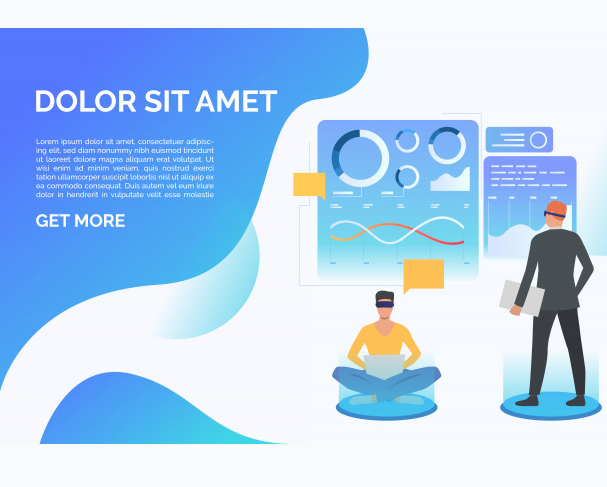 DOLOR SIT AMET
Lorem ipsum dolor sit amet, consectetuer adipisc-
ing elit, sed diam nonummy nibh euismod tincidunt
ut laoreet dolore magna aliquam erat volutpat. Ut
wisi enim ad minim veniam, quis nostrud exerci
tation ullamcorper suscipit lobortis nisl ut aliquip ex
ea commodo consequat. Duis autem vel eum iriure
dolor in hendrerit in vulputate velit esse molestie
GET MORE